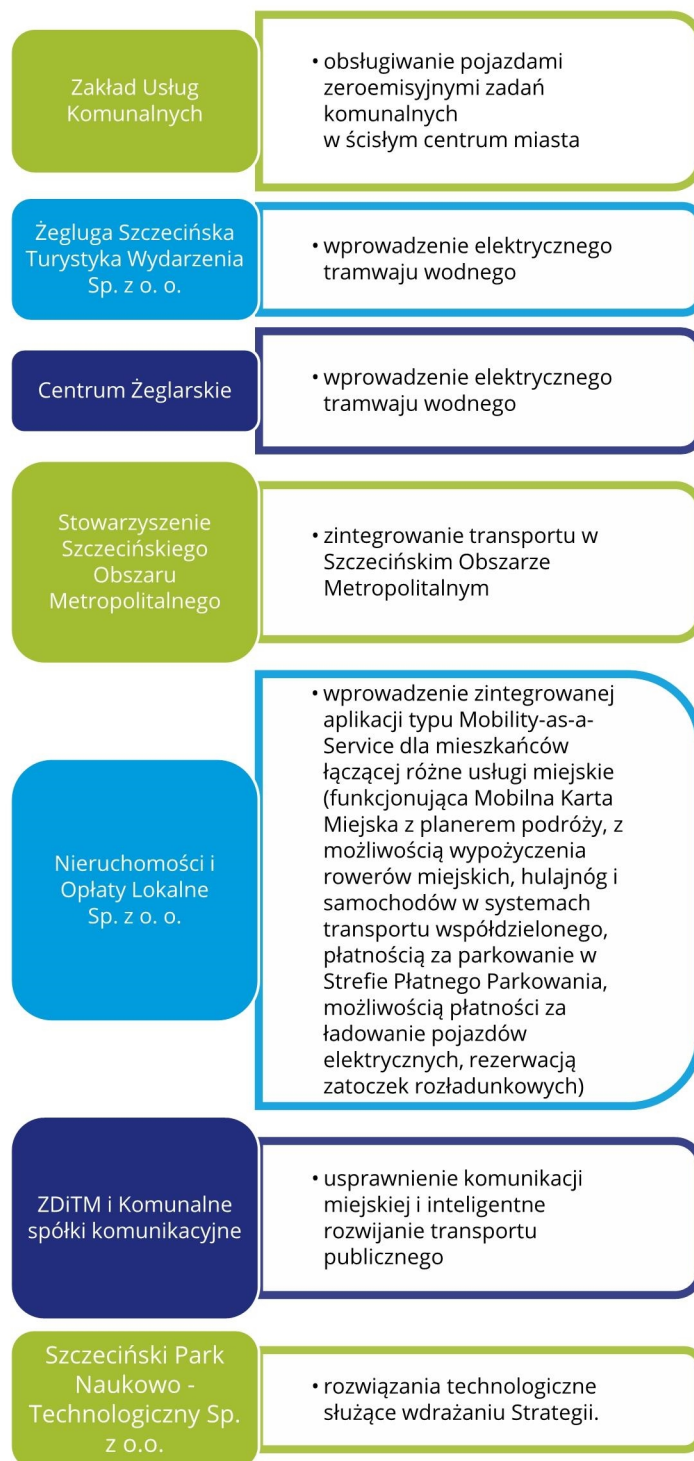 Zakład Usług
Komunalnych
• obsługiwanie pojazdami
zeroemisyjnymi zadań
komunalnych
w ścisłym centrum miasta
Żegluga Szczecińska
Turystyka Wydarzenia
Sp. z o. o.
• wprowadzenie elektrycznego
tramwaju wodnego
Centrum Żeglarskie
• wprowadzenie elektrycznego
tramwaju wodnego
Stowarzyszenie
Szczecińskiego
Obszaru
Metropolitalnego
• zintegrowanie transportu w
Szczecińskim Obszarze
Metropolitalnym
Nieruchomości i
Opłaty Lokalne
Sp. z o. o.
• wprowadzenie zintegrowanej
aplikacji typu Mobility-as-a-
Service dla mieszkańców
łączącej różne usługi miejskie
(funkcjonująca Mobilna Karta
Miejska z planerem podróży, z
możliwością wypożyczenia
rowerów miejskich, hulajnóg i
samochodów w systemach
transportu współdzielonego,
płatnością za parkowanie w
Strefie Płatnego Parkowania,
możliwością płatności za
ładowanie pojazdów
elektrycznych, rezerwacją
zatoczek rozładunkowych)
ZDiTM i Komunalne
spółki komunikacyjne
• usprawnienie komunikacji
miejskiej i inteligentne
rozwijanie transportu
publicznego
Szczeciński Park
Naukowo -
Technologiczny Sp.
z o.o.
• rozwiązania technologiczne
służące wdrażaniu Strategii.